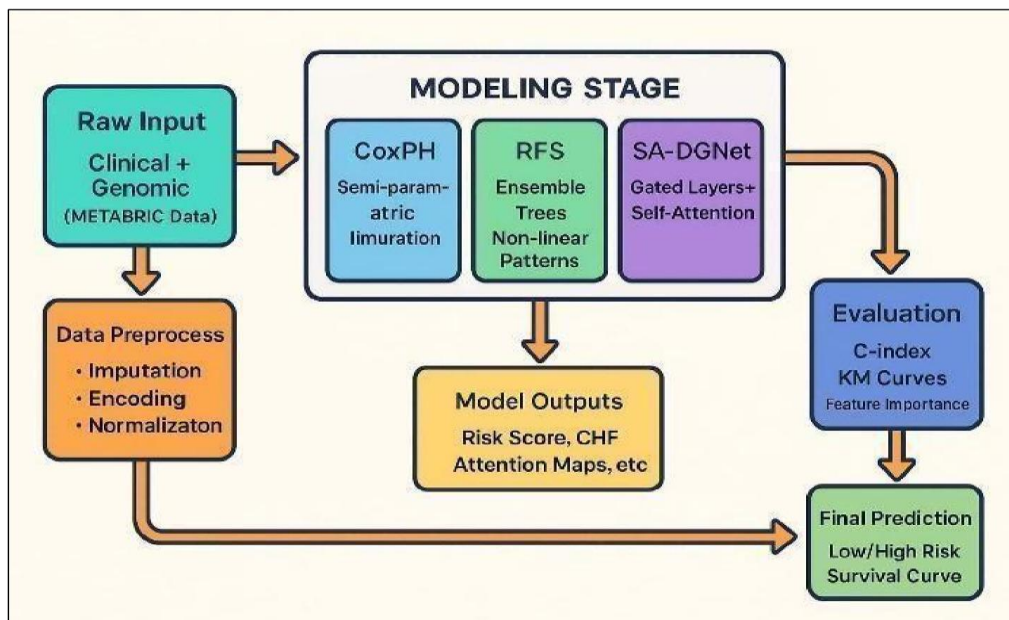 MODELING STAGE
Raw Input
Clinical +
Genomic
(METABRIC Data)
CoxPH
Semi-param-
atric
Iimuration
RFS
Ensemble
Trees
Non-linear
Patterns
SA-DGNet
Gated Layers+
Self-Attention
Data Preprocess
· Imputation
· Encoding
· Normalizaton
Model Outputs
Risk Score, CHF
Attention Maps, etc
Evaluation
C-index
KM Curves
Feature Importance
Final Prediction
Low/High Risk
Survival Curve